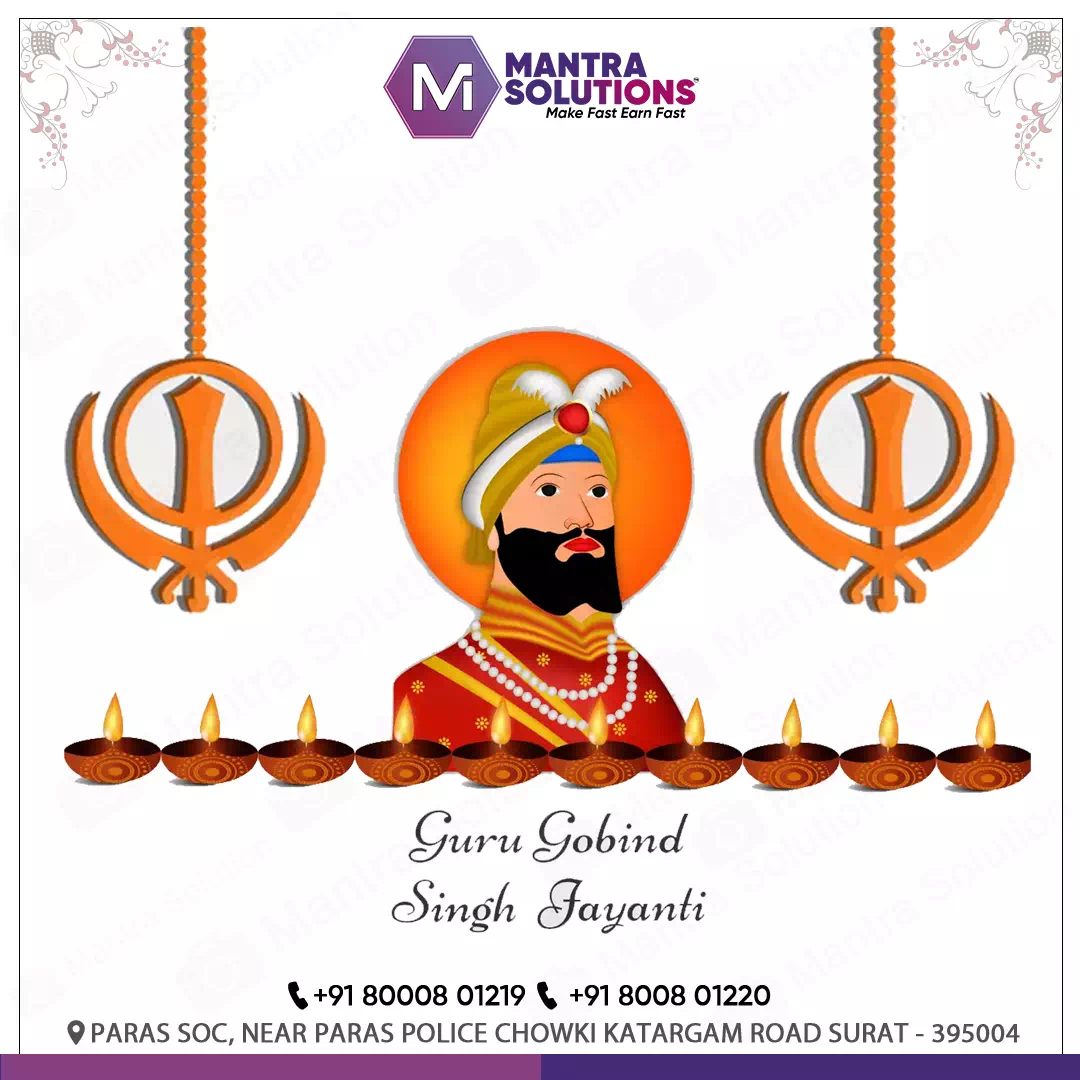 M
MANTRA
SOLUTIONS™
Make Fast Earn Fast
Guru Gobind
Singh Jayanti
+91 80008 01219 +91 8008 01220
PARAS SOC, NEAR PARAS POLICE CHOWKI KATARGAM ROAD SURAT - 395004